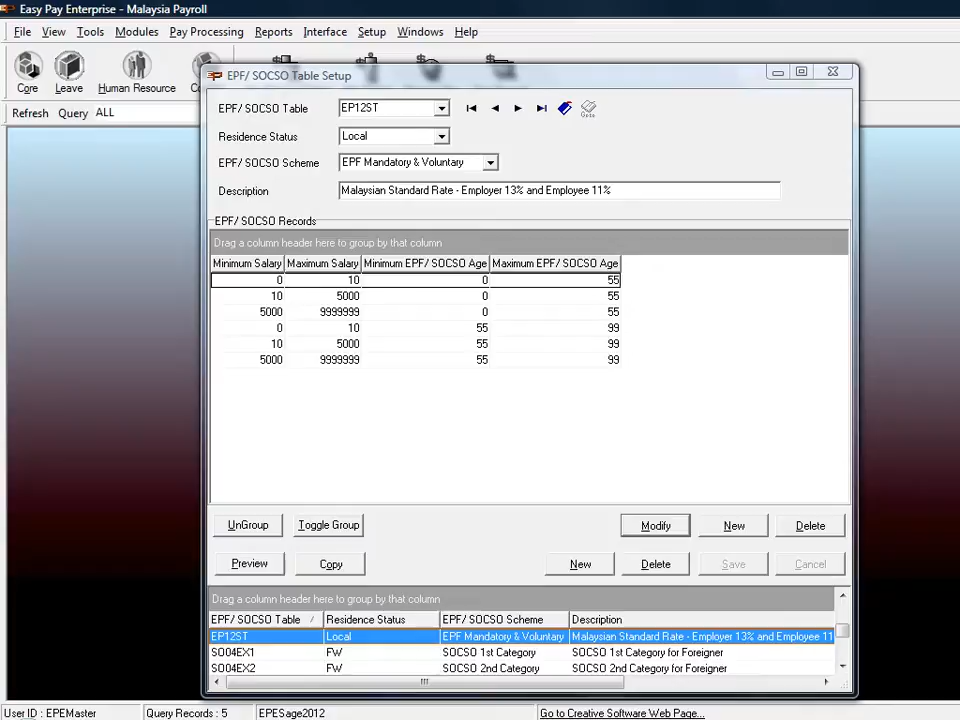 Easy Pay Enterprise - Malaysia Payroll
File View Tools Modules Pay Processing Reports Interface Setup Windows Help
Core Leave Human Resource
EPF/ SOCSO Table Setup
Refresh Query ALL
EPF/ SOCSO Table EP12ST Goto
Residence Status Local
EPF/ SOCSO Scheme EPF Mandatory & Voluntary
Description Malaysian Standard Rate - Employer 13% and Employee 11%
EPF/ SOCSO Records
Drag a column header here to group by that column
Minimum Salary Maximum Salary Minimum EPF/ SOCSO Age Maximum EPF/ SOCSO Age
0 10 0 55
10 5000 0 55
5000 9999999 0 55
0 10 55 99
10 5000 55 99
5000 9999999 55 99
UnGroup Toggle Group Modify New Delete
Preview Copy New Delete Save Cancel
Drag a column header here to group by that column
EPF/ SOCSO Table / Residence Status EPF/ SOCSO Scheme Description
EP12ST Local EPF Mandatory & Voluntary Malaysian Standard Rate - Employer 13% and Employee 11
SO04EX1 FW SOCSO 1st Category SOCSO 1st Category for Foreigner
SO04EX2 FW SOCSO 2nd Category SOCSO 2nd Category for Foreigner
User ID : EPEMaster Query Records : 5 EPESage2012 Go to Creative Software Web Page...